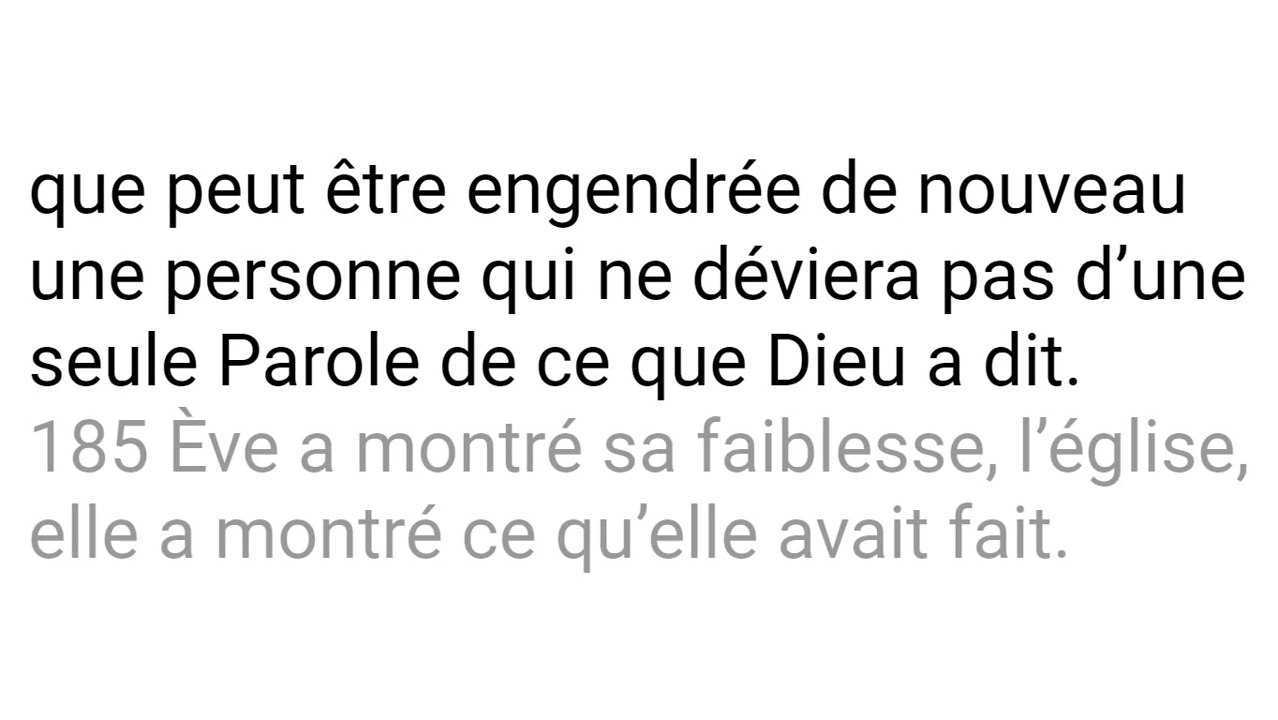 que peut être engendrée de nouveau
une personne qui ne déviera pas d’une
seule Parole de ce que Dieu a dit.
185 Ève a montré sa faiblesse, l’église,
elle a montré ce qu’elle avait fait.